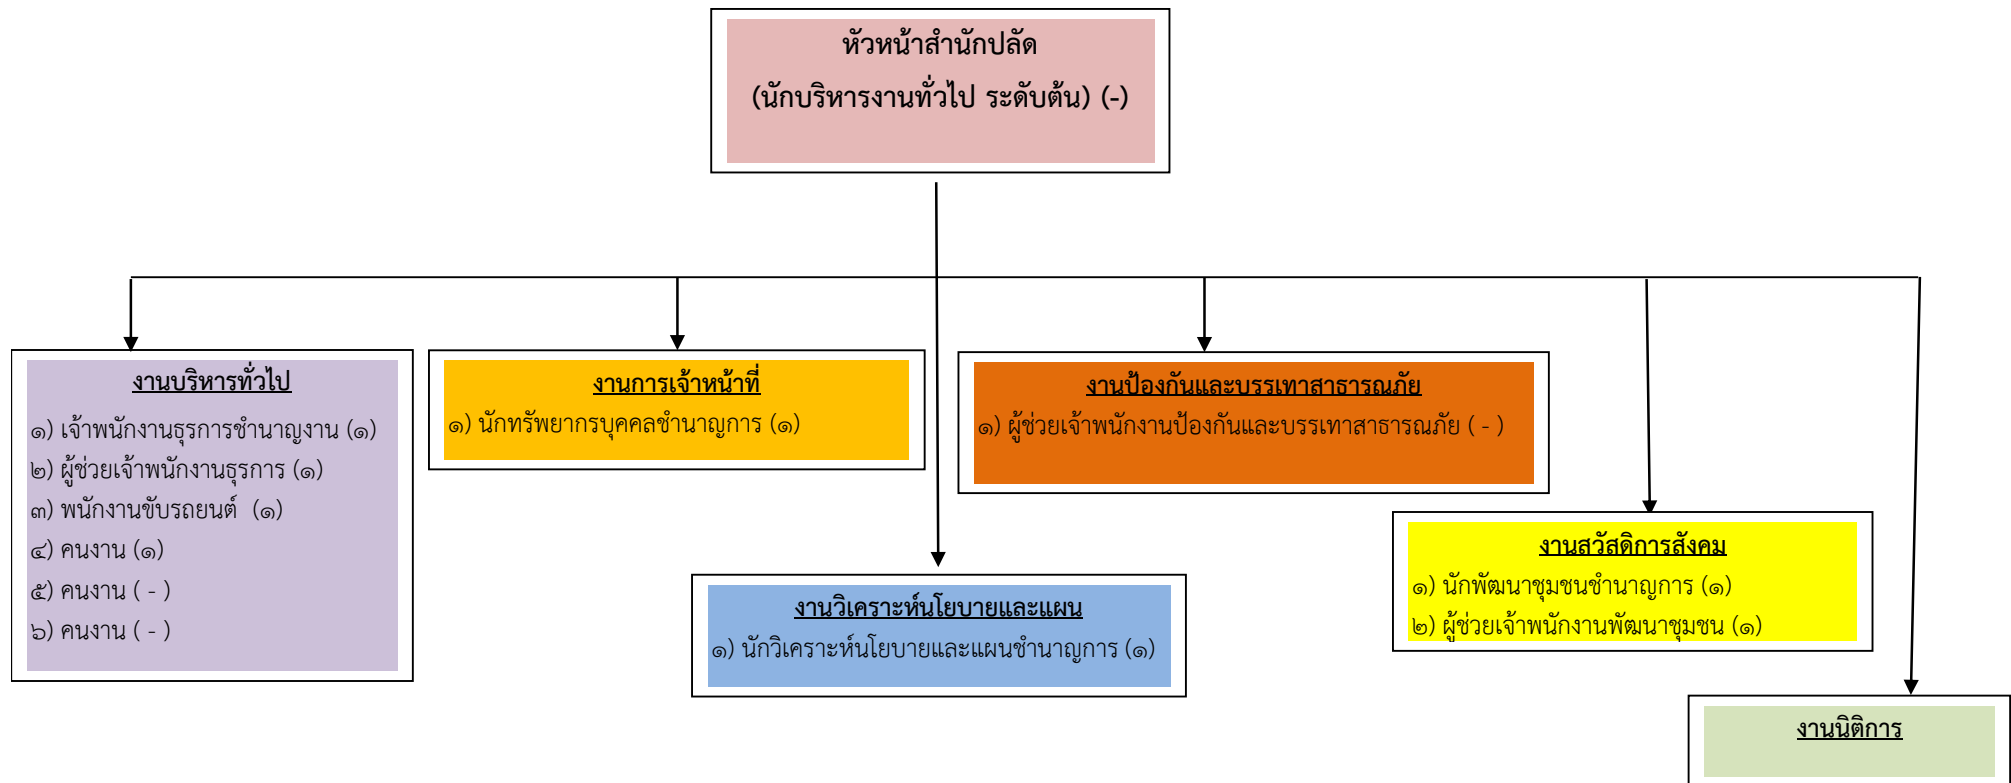 หัวหน้าสำนักปลัด
(นักบริหารงานทั่วไป ระดับต้น) (-)
งานบริหารทั่วไป
๑) เจ้าพนักงานธุรการชำนาญงาน (๑)
๒) ผู้ช่วยเจ้าพนักงานธุรการ (๑)
๓) พนักงานขับรถยนต์ (๑)
๔) คนงาน (๑)
๕) คนงาน ( - )
๖) คนงาน ( - )
งานการเจ้าหน้าที่
๑) นักทรัพยากรบุคคลชำนาญการ (๑)
งานป้องกันและบรรเทาสาธารณภัย
๑) ผู้ช่วยเจ้าพนักงานป้องกันและบรรเทาสาธารณภัย ( - )
งานวิเคราะห์นโยบายและแผน
๑) นักวิเคราะห์นโยบายและแผนชำนาญการ (๑)
งานสวัสดิการสังคม
๑) นักพัฒนาชุมชนชำนาญการ (๑)
๒) ผู้ช่วยเจ้าพนักงานพัฒนาชุมชน (๑)
งานนิติการ